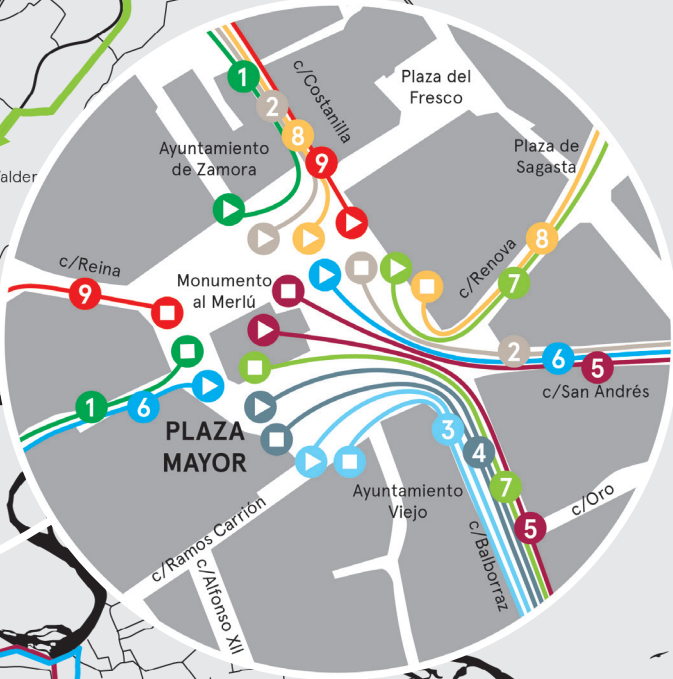 1
c/Costanilla
2
8
9
Plaza del
Fresco
Ayuntamiento
de Zamora
Plaza de
Sagasta
alder
8
c/Renova
7
c/Reina
9
Monumento
al Merlú
2
6
5
c/San Andrés
1
6
PLAZA
MAYOR
3
4
7
5
Ayuntamiento
Viejo
c/Oro
c/Ramos Carrión
c/Alfonso XII
c/Balborraz